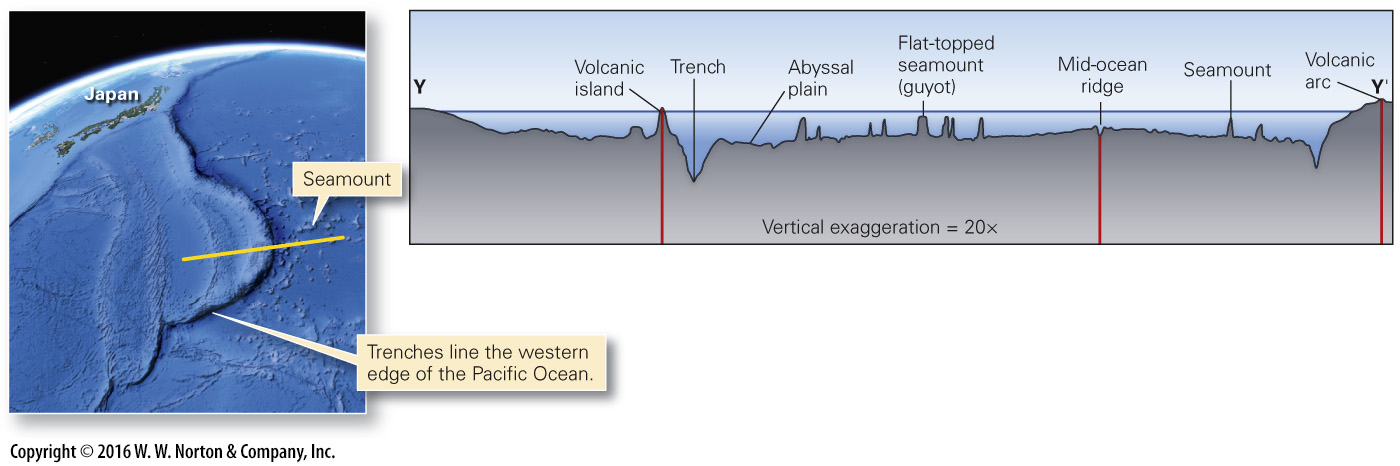 Japan
Seamount
Trenches line the western
edge of the Pacific Ocean.
Y
Volcanic
island
Trench
Abyssal
plain
Flat-topped
seamount
(guyot)
Mid-ocean
ridge
Seamount
Volcanic
arc
Y'
Vertical exaggeration = 20×
Copyright © 2016 W. W. Norton & Company, Inc.